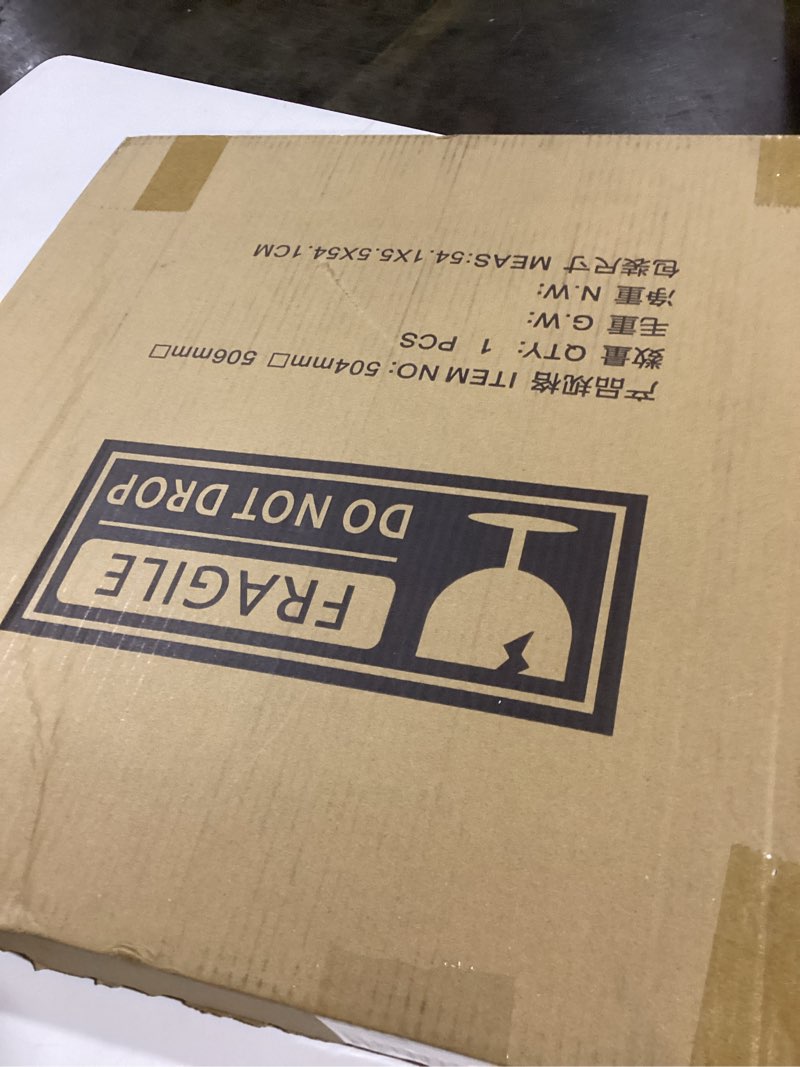 FRAGILE
DO NOT DROP
产品规格 ITEM NO: 504mm□ 506mm□
数量 QTY: 1 PCS
毛重 G.W:
净重 N.W:
包装尺寸 MEAS:54.1X5.5X54.1CM